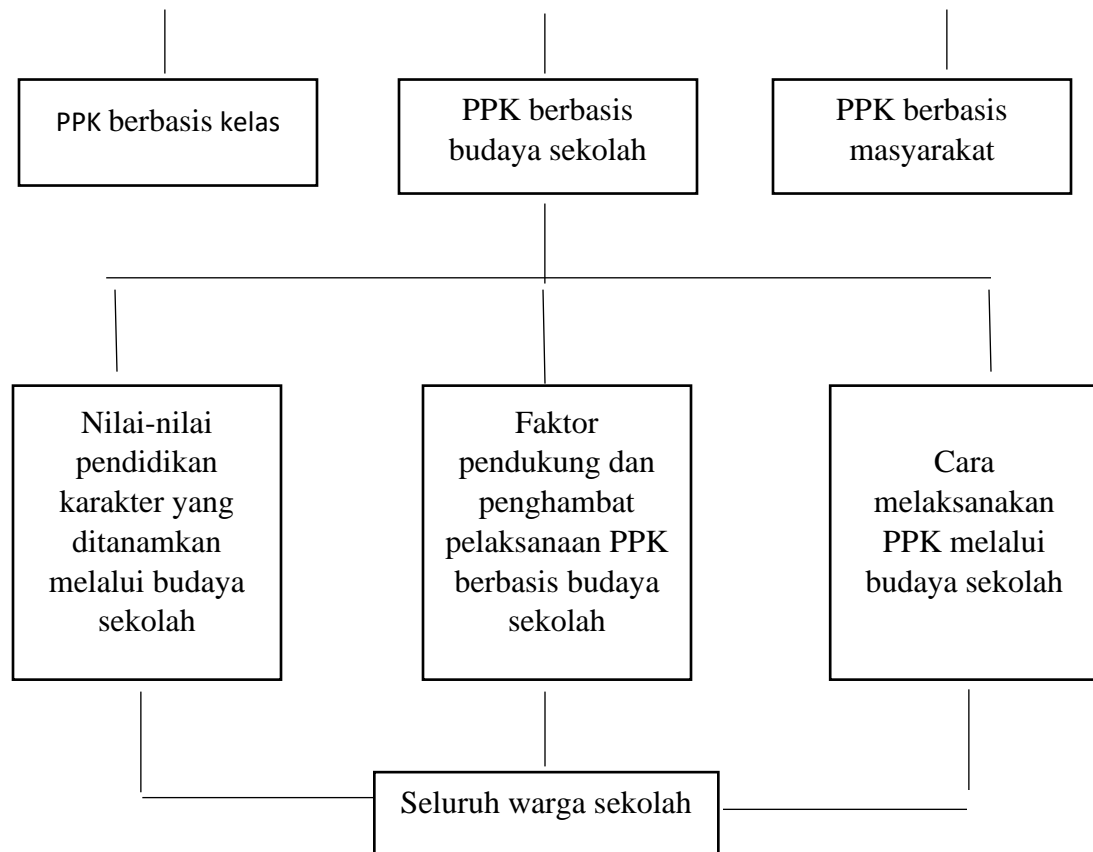 PPK berbasis kelas
PPK berbasis
budaya sekolah
PPK berbasis
masyarakat
Nilai-nilai
pendidikan
karakter yang
ditanamkan
melalui budaya
sekolah
Faktor
pendukung dan
penghambat
pelaksanaan PPK
berbasis budaya
sekolah
Cara
melaksanakan
PPK melalui
budaya sekolah
Seluruh warga sekolah